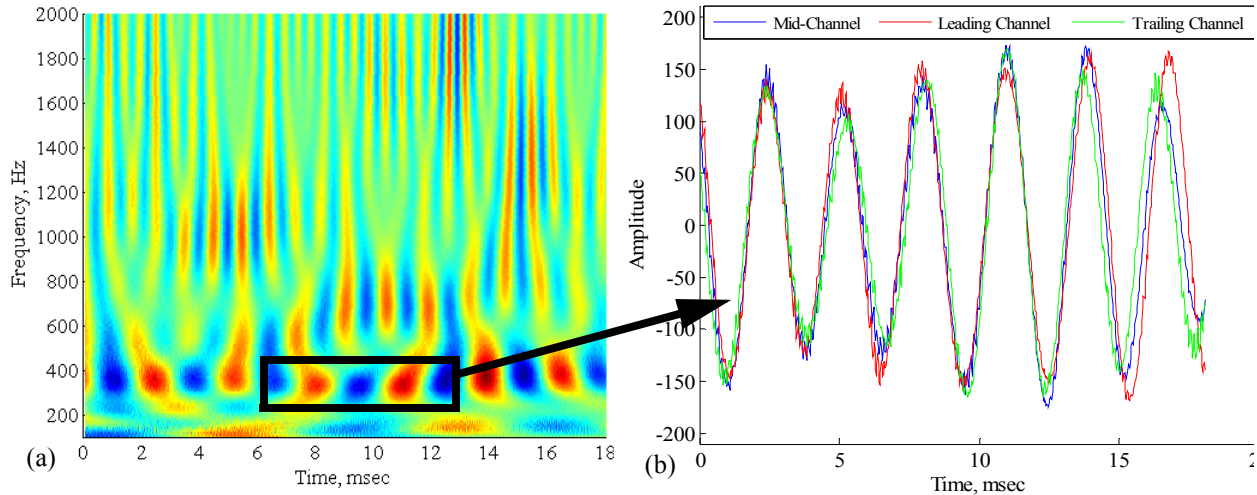 2000
1800
1600
1400
1200
1000
800
600
400
200
Frequency, Hz
0 2 4 6 8 10 12 14 16 18
Time, msec
(a)
Mid-Channel Leading Channel Trailing Channel
200
150
100
50
0
-50
-100
-150
-200
Amplitude
0 5 10 15 2
Time, msec
(b)